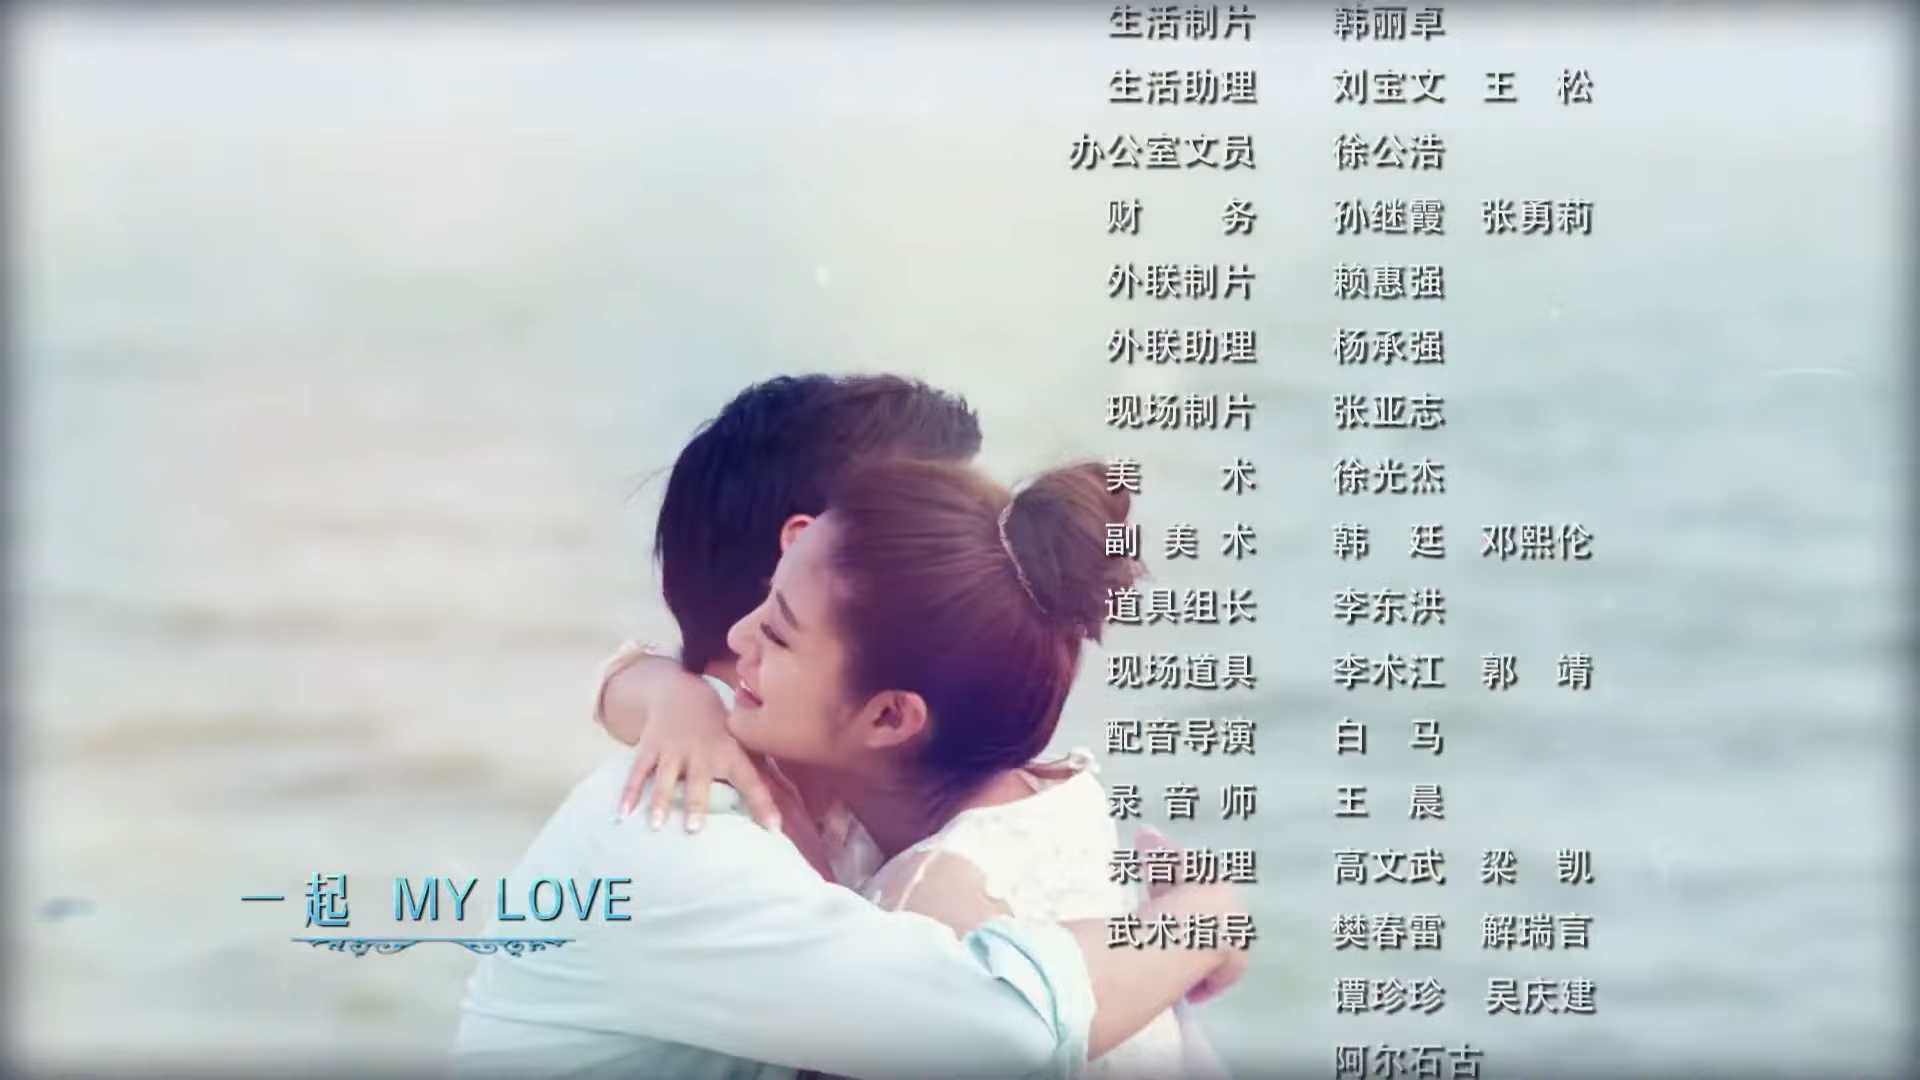 生活制片 韩丽卓
生活助理 刘宝文 王 松
办公室文员 徐公浩
财 务 孙继霞 张勇莉
外联制片 赖惠强
外联助理 杨承强
现场制片 张亚志
美 术 徐光杰
副 美 术 韩 廷 邓熙伦
道具组长 李东洪
现场道具 李术江 郭 靖
配音导演 白 马
录 音 师 王 晨
录音助理 高文武 梁 凯
武术指导 樊春雷 解瑞言
谭珍珍 吴庆建
阿尔石古
一起 MY LOVE